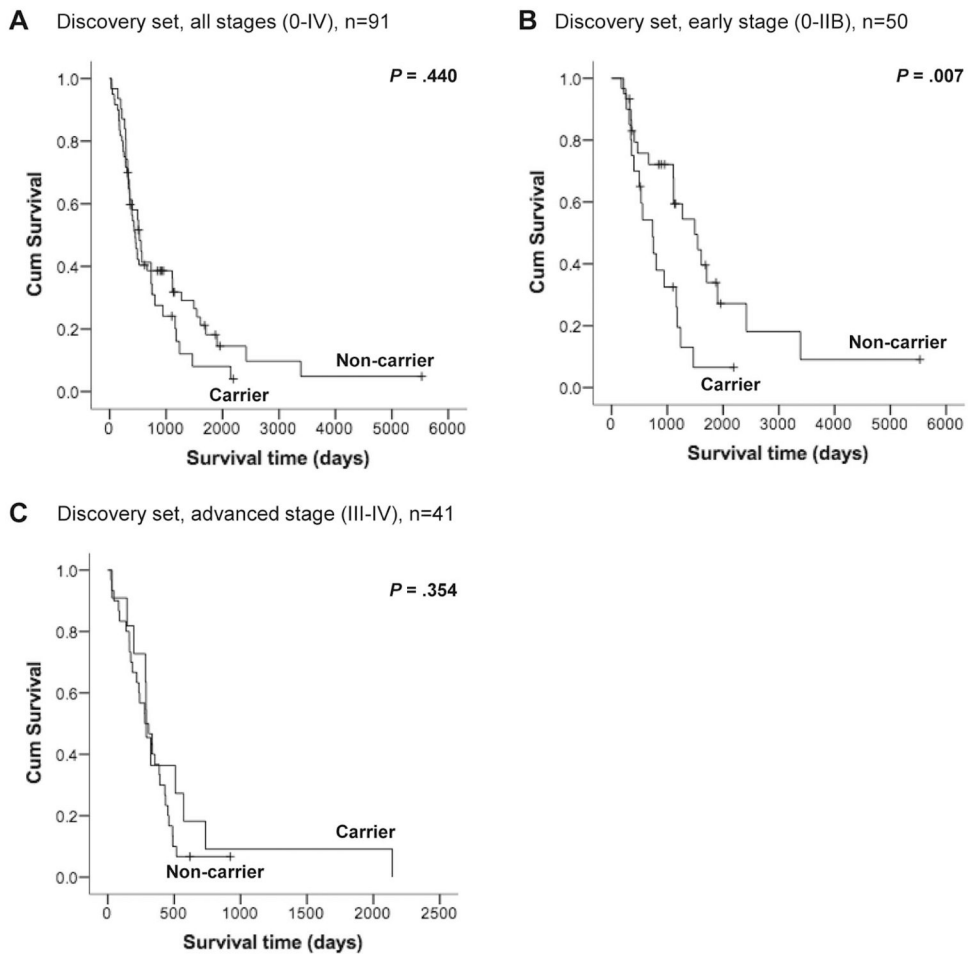 A Discovery set, all stages (0-IV), n=91
P = .440
Cum Survival
1.0
0.8
0.6
0.4
0.2
0.0
Non-carrier
Carrier
0 1000 2000 3000 4000 5000 6000
Survival time (days)
B Discovery set, early stage (0-IIB), n=50
P = .007
Cum Survival
1.0
0.8
0.6
0.4
0.2
0.0
Non-carrier
Carrier
0 1000 2000 3000 4000 5000 6000
Survival time (days)
C Discovery set, advanced stage (III-IV), n=41
P = .354
Cum Survival
1.0
0.8
0.6
0.4
0.2
0.0
Carrier
Non-carrier
0 500 1000 1500 2000 2500
Survival time (days)